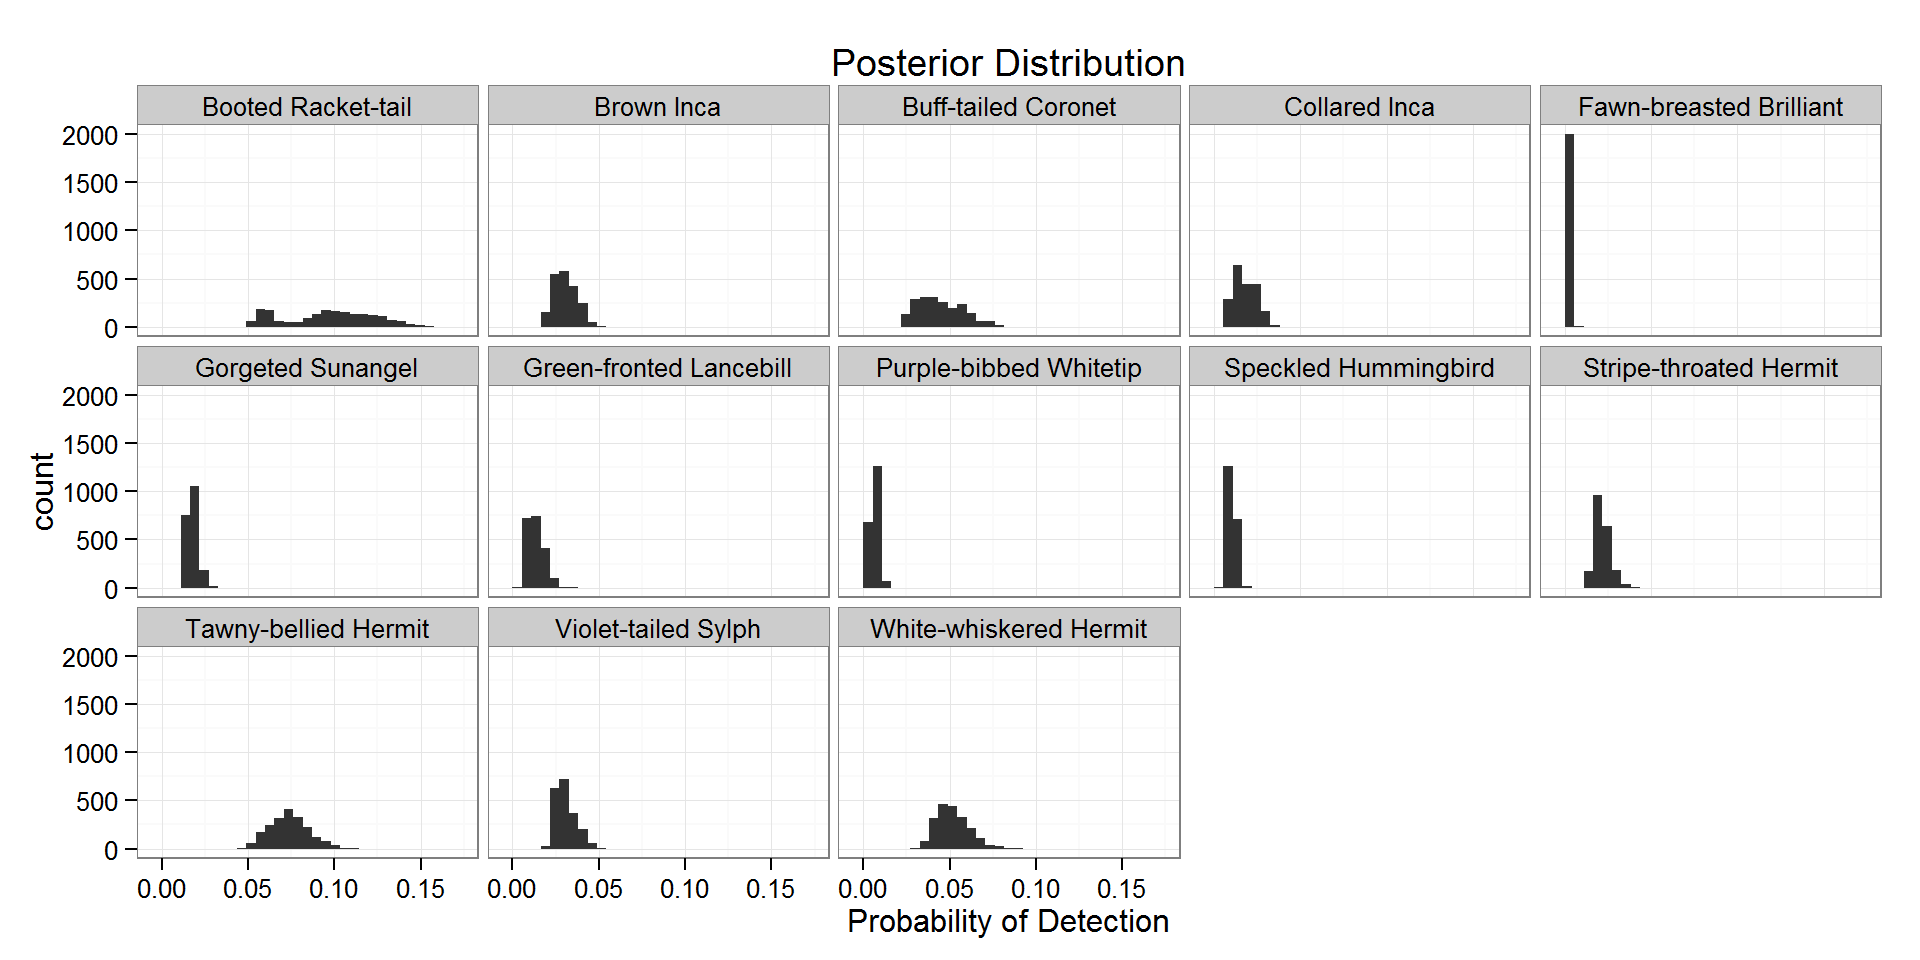 Posterior Distribution
Booted Racket-tail Brown Inca Buff-tailed Coronet Collared Inca Fawn-breasted Brilliant
2000
1500
1000
500
0
Gorgeted Sunangel Green-fronted Lancebill Purple-bibbed Whitetip Speckled Hummingbird Stripe-throated Hermit
2000
1500
1000
500
0
count
Tawny-bellied Hermit Violet-tailed Sylph White-whiskered Hermit
2000
1500
1000
500
0
0.00 0.05 0.10 0.15 0.00 0.05 0.10 0.15 0.00 0.05 0.10 0.15
Probability of Detection